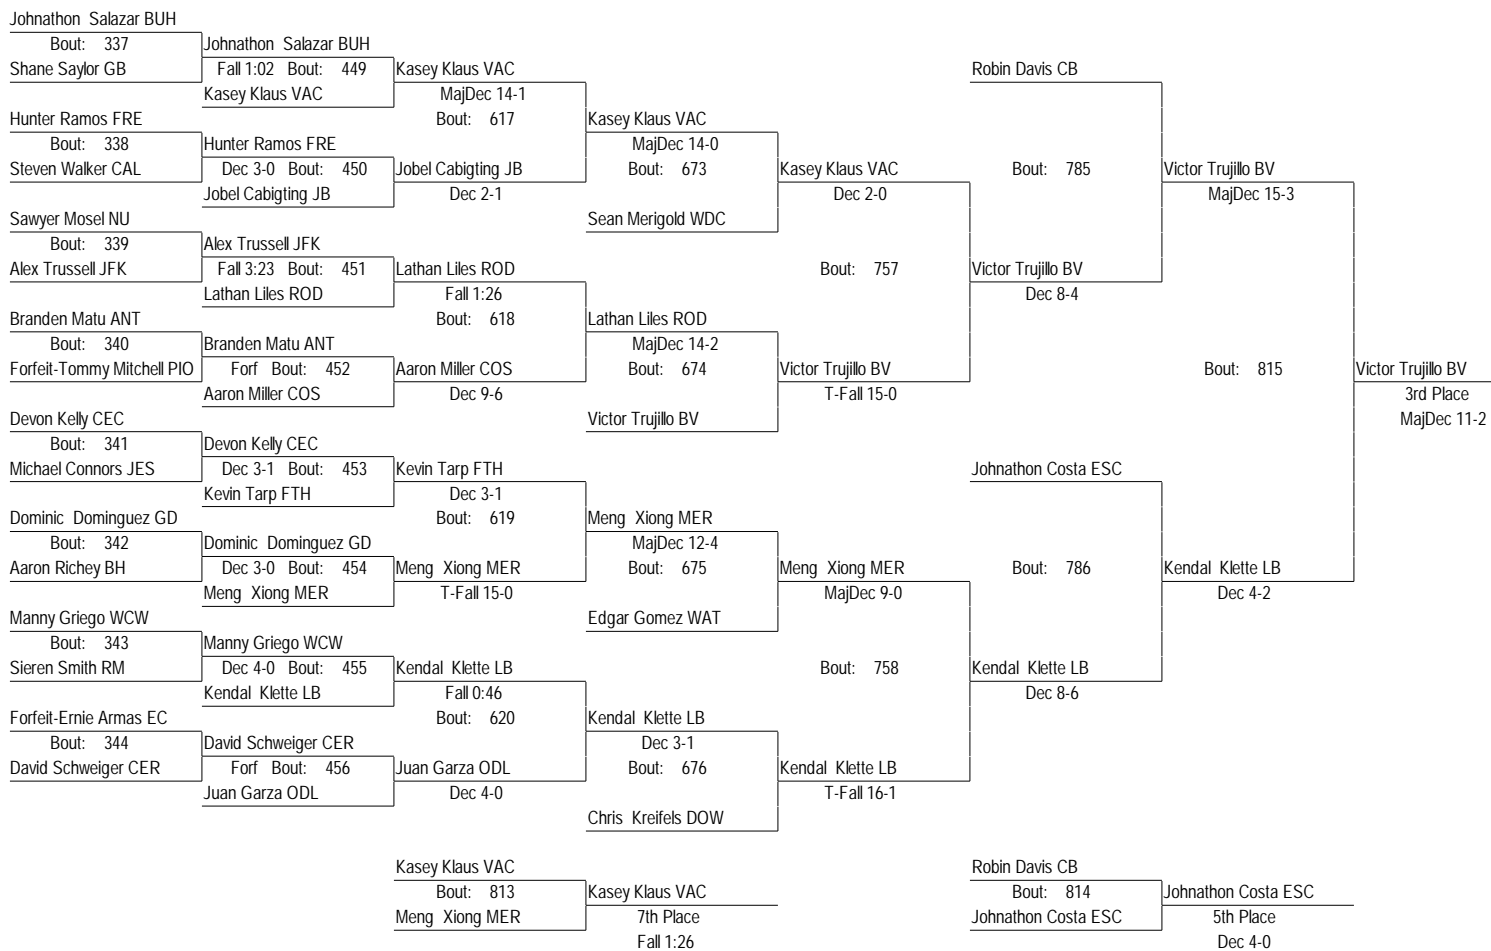 Johnathon Salazar BUH
Bout: 337 Johnathon Salazar BUH
Shane Saylor GB Fall 1:02 Bout: 449 Kasey Klaus VAC Robin Davis CB
Kasey Klaus VAC MajDec 14-1
Hunter Ramos FRE Bout: 617 Kasey Klaus VAC
Bout: 338 Hunter Ramos FRE MajDec 14-0
Steven Walker CAL Dec 3-0 Bout: 450 Jobel Cabigting JB Bout: 673 Kasey Klaus VAC Bout: 785 Victor Trujillo BV
Jobel Cabigting JB Dec 2-1 Dec 2-0 MajDec 15-3
Sawyer Mosel NU Sean Merigold WDC
Bout: 339 Alex Trussell JFK
Alex Trussell JFK Fall 3:23 Bout: 451 Lathan Liles ROD Bout: 757 Victor Trujillo BV
Lathan Liles ROD Fall 1:26 Dec 8-4
Branden Matu ANT Bout: 618 Lathan Liles ROD
Bout: 340 Branden Matu ANT MajDec 14-2
Forfeit-Tommy Mitchell PIO Forf Bout: 452 Aaron Miller COS Bout: 674 Victor Trujillo BV Bout: 815 Victor Trujillo BV
Aaron Miller COS Dec 9-6 T-Fall 15-0 3rd Place
Devon Kelly CEC Victor Trujillo BV MajDec 11-2
Bout: 341 Devon Kelly CEC
Michael Connors JES Dec 3-1 Bout: 453 Kevin Tarp FTH Johnathon Costa ESC
Kevin Tarp FTH Dec 3-1
Dominic Dominguez GD Bout: 619 Meng Xiong MER
Bout: 342 Dominic Dominguez GD MajDec 12-4
Aaron Richey BH Dec 3-0 Bout: 454 Meng Xiong MER Bout: 675 Meng Xiong MER Bout: 786 Kendal Klette LB
Meng Xiong MER T-Fall 15-0 MajDec 9-0 Dec 4-2
Manny Griego WCW Edgar Gomez WAT
Bout: 343 Manny Griego WCW
Sieren Smith RM Dec 4-0 Bout: 455 Kendal Klette LB Bout: 758 Kendal Klette LB
Kendal Klette LB Fall 0:46 Dec 8-6
Forfeit-Ernie Armas EC Bout: 620 Kendal Klette LB
Bout: 344 David Schweiger CER Dec 3-1
David Schweiger CER Forf Bout: 456 Juan Garza ODL Bout: 676 Kendal Klette LB
Juan Garza ODL Dec 4-0 T-Fall 16-1
Chris Kreifels DOW
Kasey Klaus VAC Robin Davis CB
Bout: 813 Kasey Klaus VAC Bout: 814 Johnathon Costa ESC
Meng Xiong MER 7th Place Johnathon Costa ESC 5th Place
Fall 1:26 Dec 4-0